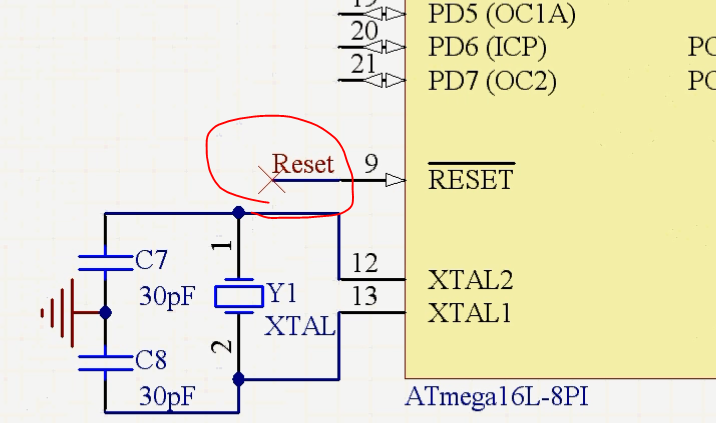 PD5 (OC1A)
20
PD6 (ICP)
21
PD7 (OC2)
Reset
9
RESET
1
12
XTAL2
C7
30pF
Y1
13
XTAL1
XTAL
2
C8
30pF
ATmega16L-8PI